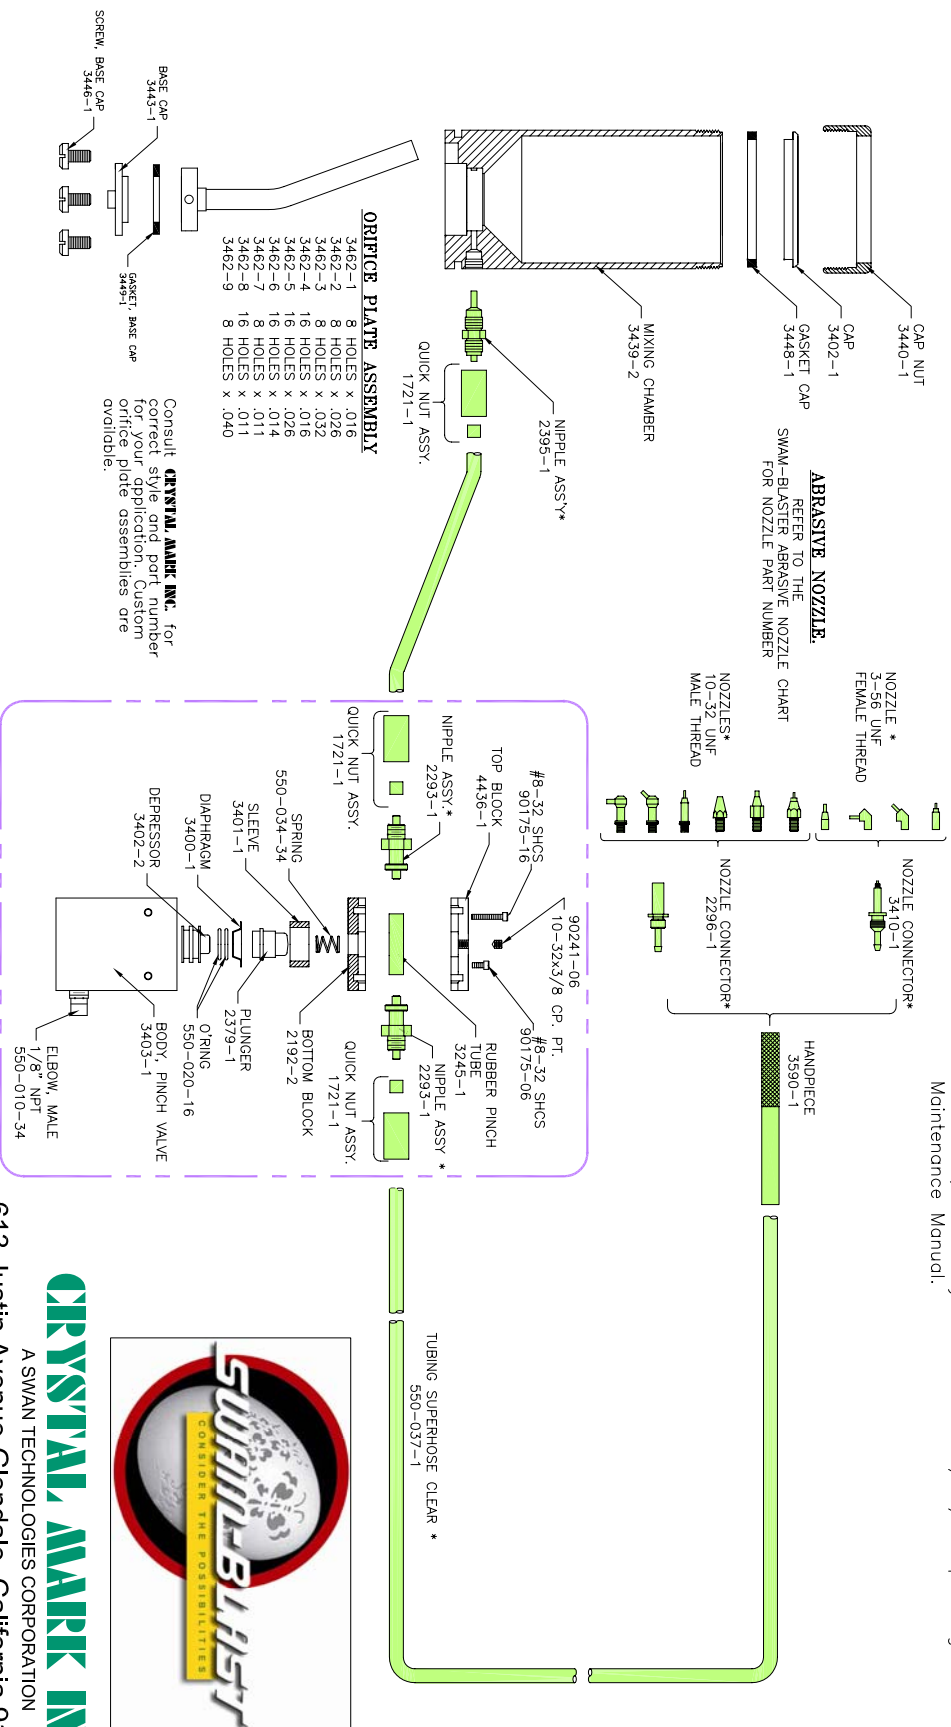 Maintenance Manual.
CAP NUT
3440-1
CAP
3402-1
GASKET CAP
3448-1
MIXING CHAMBER
3439-2
NIPPLE ASS'Y*
2395-1
QUICK NUT ASSY.
1721-1
BASE CAP
3443-1
SCREW, BASE CAP
3446-1
GASKET, BASE CAP
3449-1
ORIFICE PLATE ASSEMBLY
3462-1 8 HOLES x .016
3462-2 8 HOLES x .026
3462-3 8 HOLES x .032
3462-4 16 HOLES x .016
3462-5 16 HOLES x .026
3462-6 16 HOLES x .014
3462-7 8 HOLES x .011
3462-8 16 HOLES x .011
3462-9 8 HOLES x .040
Consult CRYSTAL MARK INC. for
correct style and part number
for your application. Custom
orifice plate assemblies are
available.
ABRASIVE NOZZLE.
REFER TO THE
SWAM-BLASTER ABRASIVE NOZZLE CHART
FOR NOZZLE PART NUMBER
NOZZLE *
3-56 UNF
FEMALE THREAD
NOZZLES*
10-32 UNF
MALE THREAD
NOZZLE CONNECTOR*
3410-1
NOZZLE CONNECTOR*
2296-1
HANDPIECE
3590-1
#8-32 SHCS
90175-16
90241-06
10-32x3/8 CP. PT.
#8-32 SHCS
90175-06
TOP BLOCK
4436-1
NIPPLE ASSY.*
2293-1
QUICK NUT ASSY.
1721-1
RUBBER PINCH
TUBE
3245-1
NIPPLE ASSY *
2293-1
QUICK NUT ASSY.
1721-1
BOTTOM BLOCK
2192-2
SPRING
550-034-34
SLEEVE
3401-1
PLUNGER
2379-1
DIAPHRAGM
3400-1
O'RING
550-020-16
DEPRESSOR
3402-2
BODY, PINCH VALVE
3403-1
ELBOW, MALE
1/8" NPT
550-010-34
TUBING SUPERHOSE CLEAR *
550-037-1
SWAM-BLAST
CONSIDER THE POSSIBILITIES
CRYSTAL MARK
A SWAN TECHNOLOGIES CORPORATION
613 Justin Avenue Glendale, California